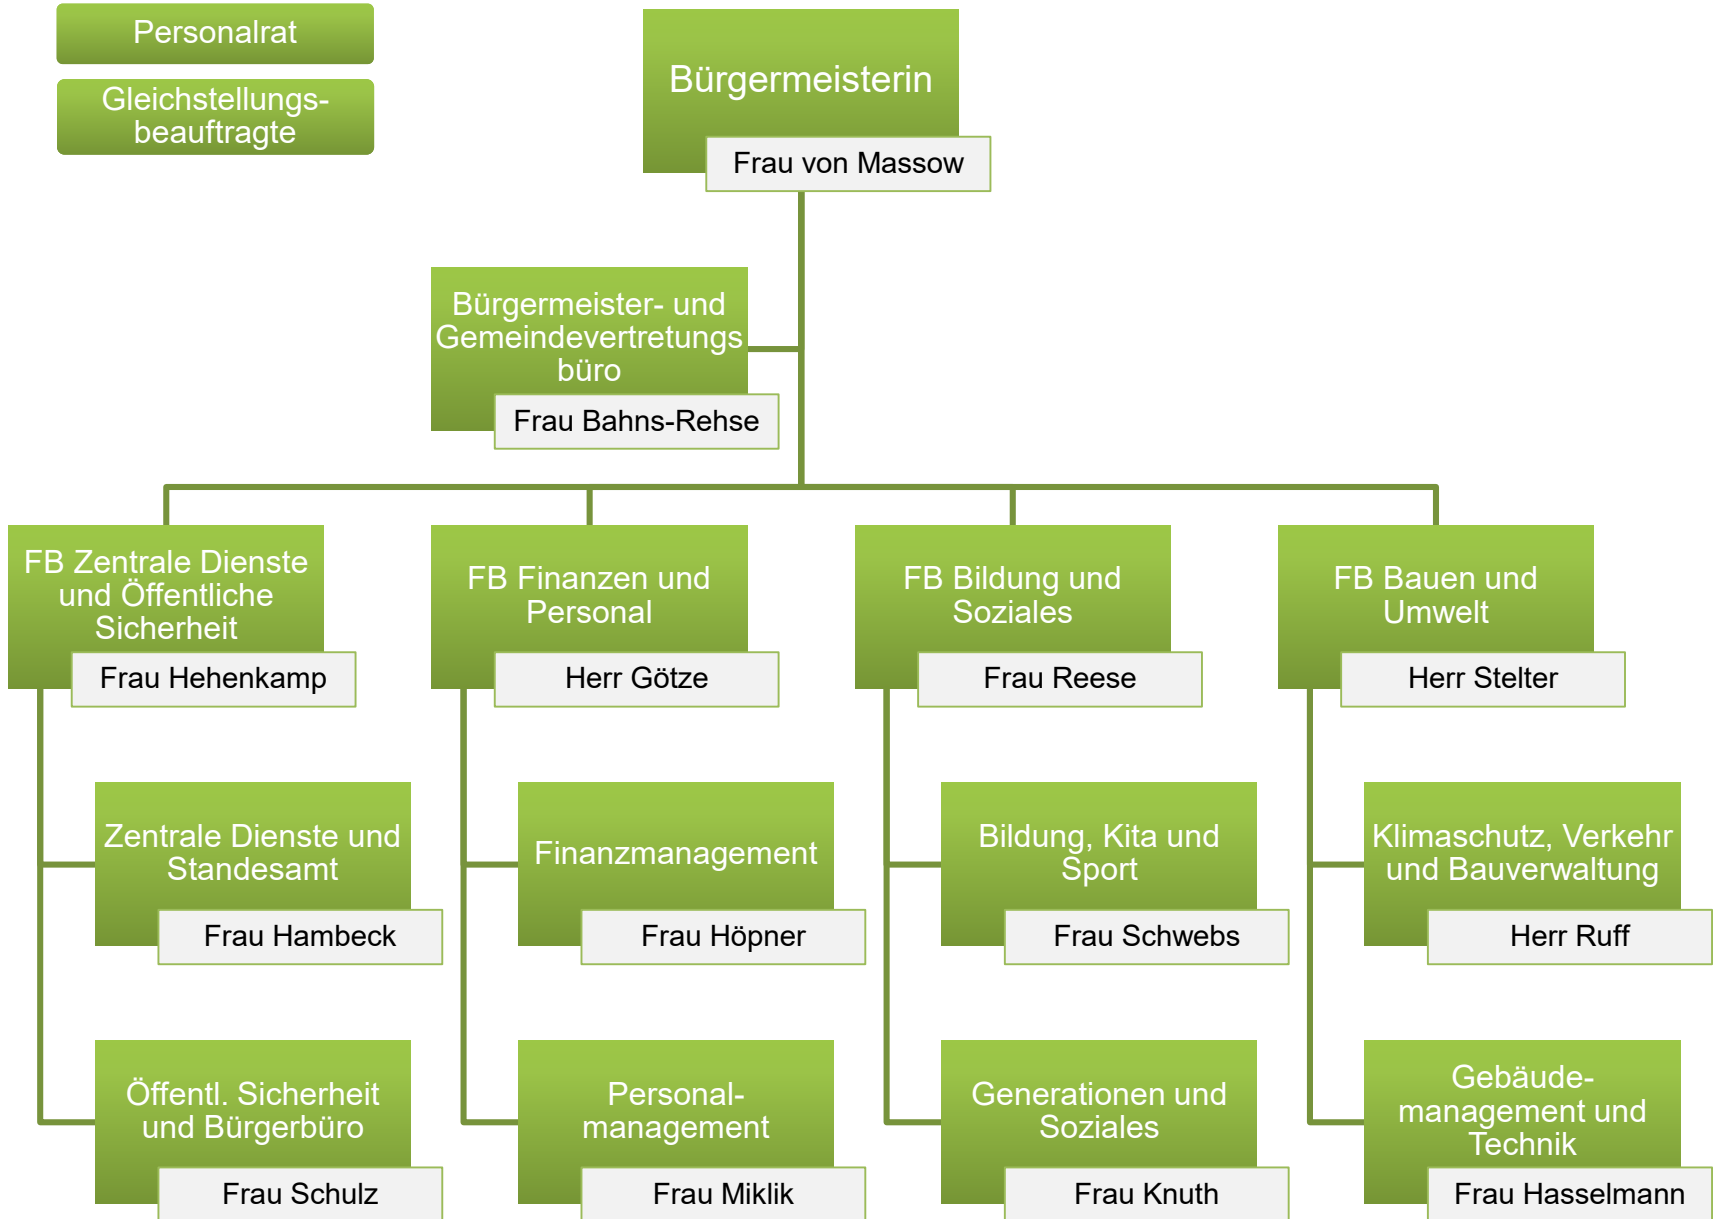 Personalrat
Gleichstellungs-
beauftragte
Bürgermeisterin
Frau von Massow
Bürgermeister- und
Gemeindevertretungs
büro
Frau Bahns-Rehse
FB Zentrale Dienste
und Öffentliche
Sicherheit
Frau Hehenkamp
FB Finanzen und
Personal
Herr Götze
FB Bildung und
Soziales
Frau Reese
FB Bauen und
Umwelt
Herr Stelter
Zentrale Dienste und
Standesamt
Frau Hambeck
Finanzmanagement
Frau Höpner
Bildung, Kita und
Sport
Frau Schwebs
Klimaschutz, Verkehr
und Bauverwaltung
Herr Ruff
Öffentl. Sicherheit
und Bürgerbüro
Frau Schulz
Personal-
management
Frau Miklik
Generationen und
Soziales
Frau Knuth
Gebäude-
management und
Technik
Frau Hasselmann